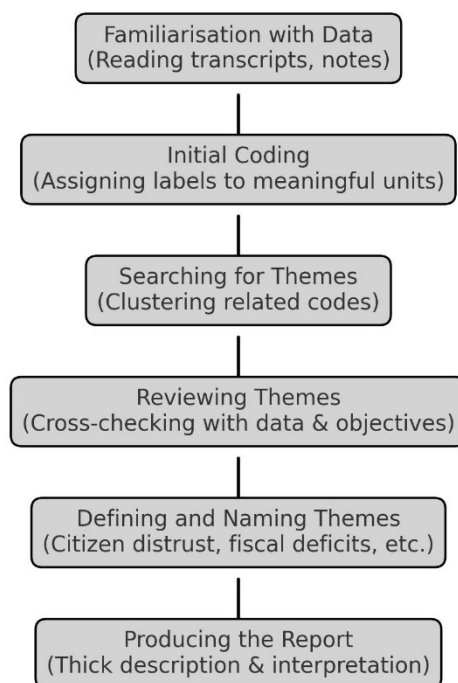 Familiarisation with Data
(Reading transcripts, notes)
Initial Coding
(Assigning labels to meaningful units)
Searching for Themes
(Clustering related codes)
Reviewing Themes
(Cross-checking with data & objectives)
Defining and Naming Themes
(Citizen distrust, fiscal deficits, etc.)
Producing the Report
(Thick description & interpretation)